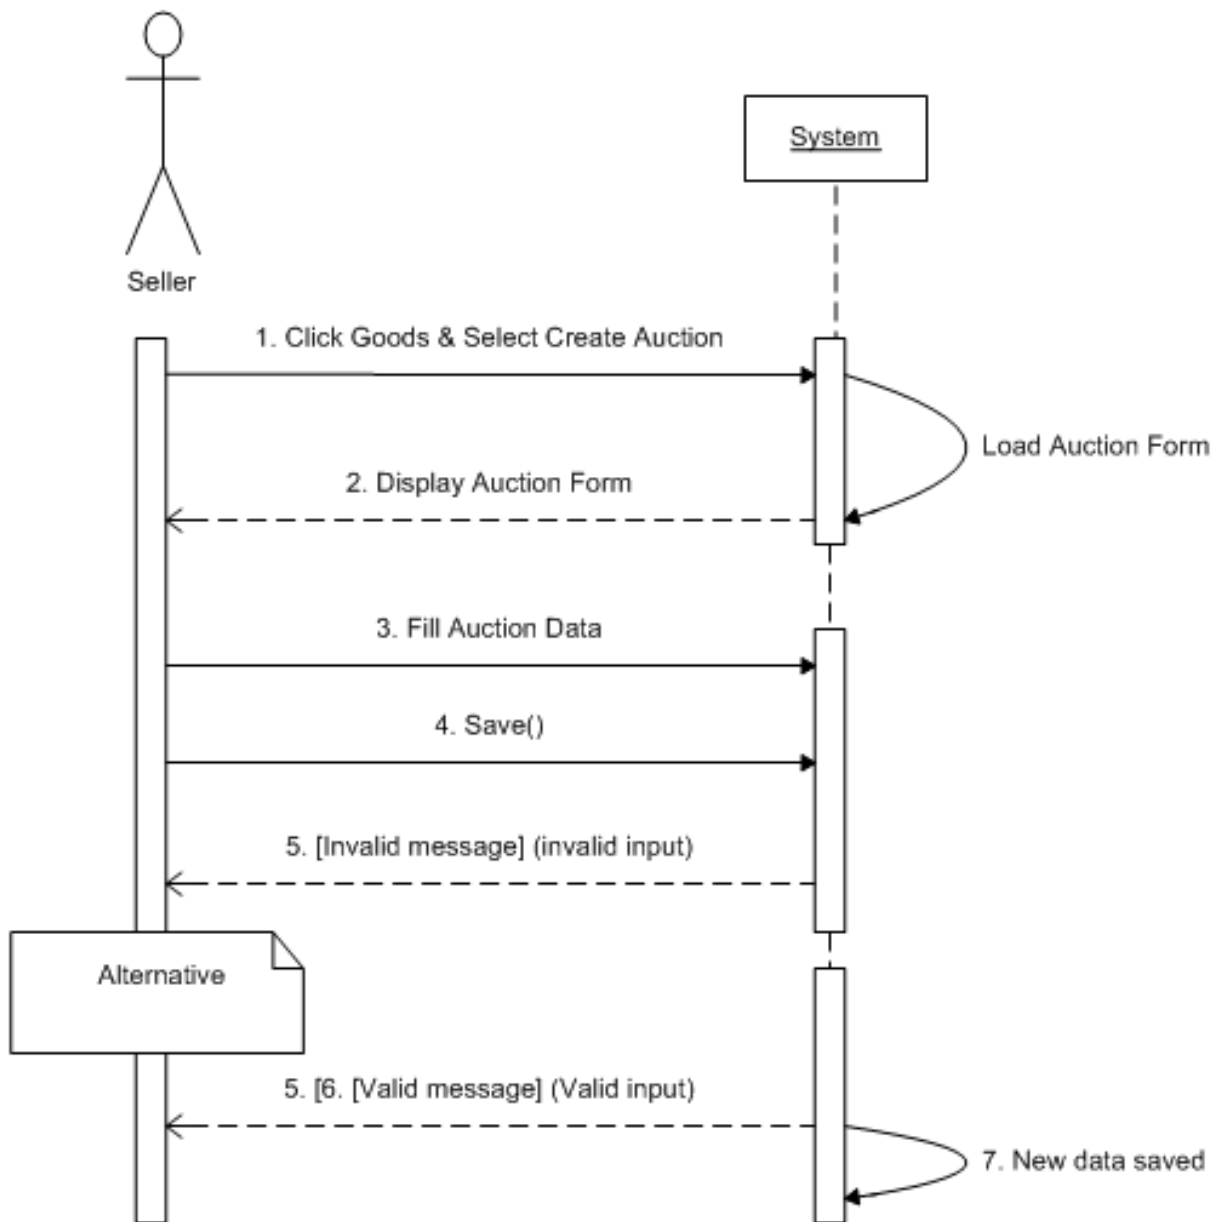 System
Seller
1. Click Goods & Select Create Auction
Load Auction Form
2. Display Auction Form
3. Fill Auction Data
4. Save()
5. [Invalid message] (invalid input)
Alternative
5. [6. [Valid message] (Valid input)
7. New data saved